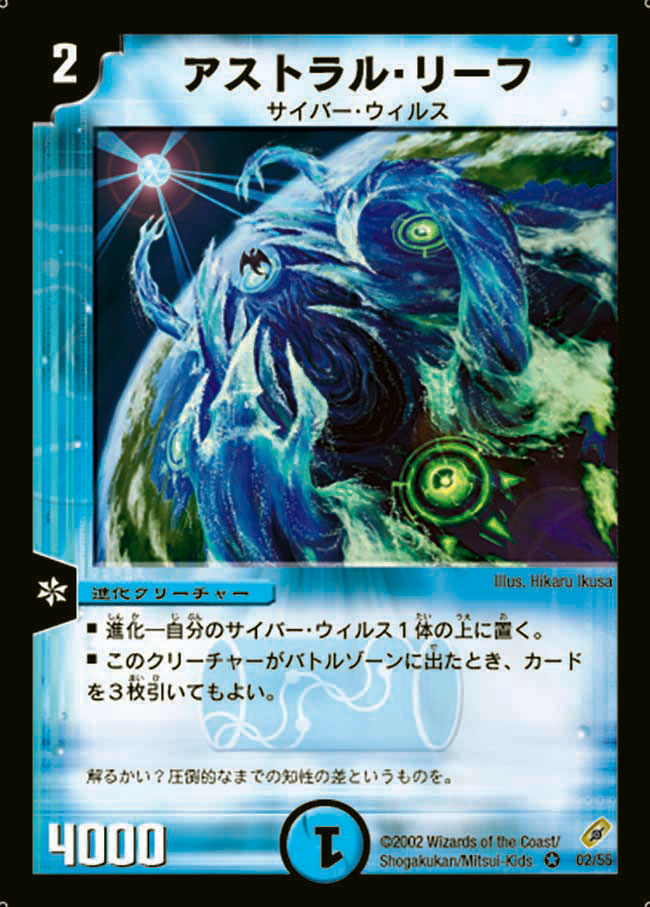 2
アストラル・リーフ
サイバー・ウィルス
Illus. Hikaru Ikusa
進化クリーチャー
■ 進化―自分のサイバー・ウィルス1体の上に置く。
■ このクリーチャーがバトルゾーンに出たとき、カード
を3枚引いてもよい。
解るかい?圧倒的なまでの知性の差というものを。
4000
1
©2002 Wizards of the Coast/
Shogakukan/Mitsui-Kids
02/55